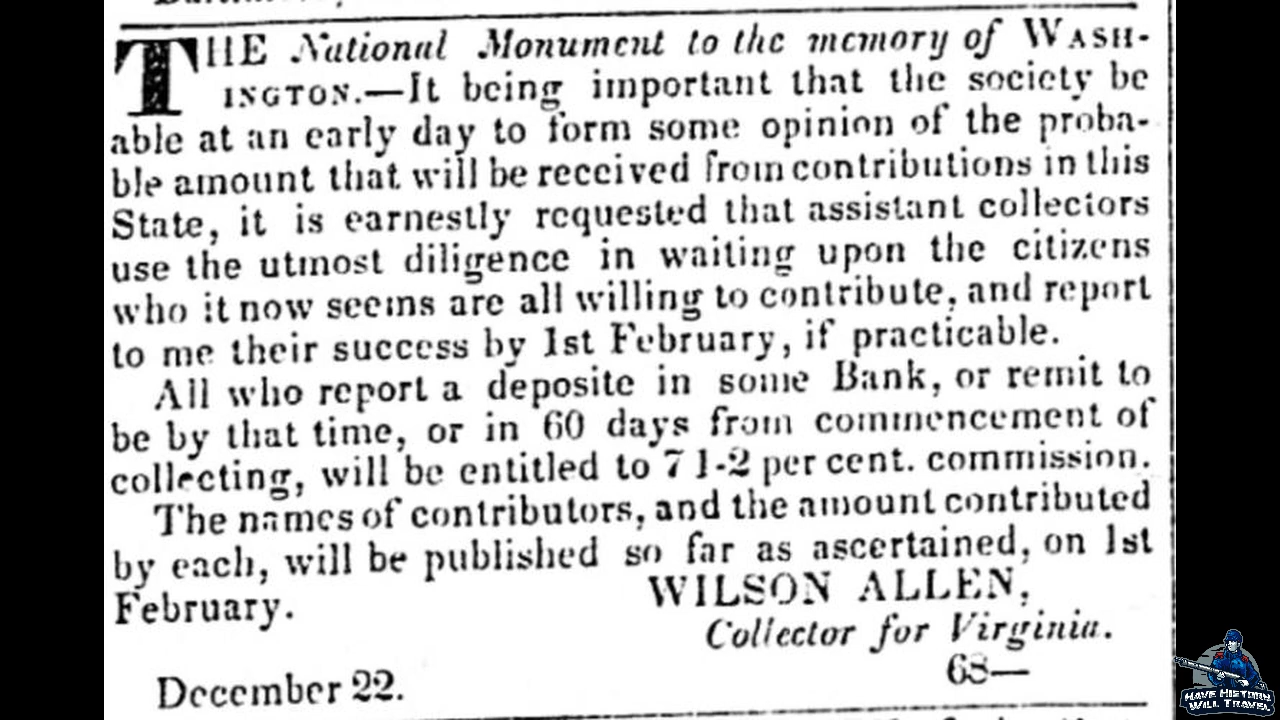 THE National Monument to the memory of WASH-
INGTON.—It being important that the society be
able at an early day to form some opinion of the proba-
ble amount that will be received from contributions in this
State, it is earnestly requested that assistant collectors
use the utmost diligence in waiting upon the citizens
who it now seems are all willing to contribute, and report
to me their success by 1st February, if practicable.
All who report a deposite in some Bank, or remit to
be by that time, or in 60 days from commencement of
collecting, will be entitled to 7 1-2 per cent. commission.
The names of contributors, and the amount contributed
by each, will be published so far as ascertained, on 1st
February.
WILSON ALLEN,
Collector for Virginia.
December 22.
68—
HAVE HISTORY
WILL TRAVEL